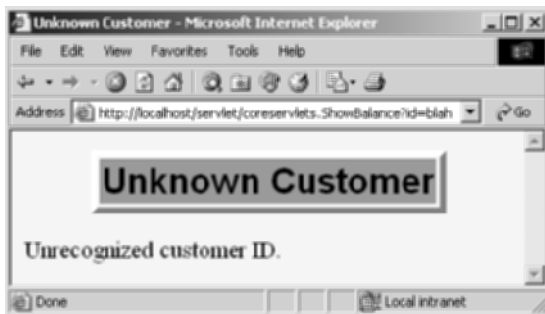 Unknown Customer - Microsoft Internet Explorer
File Edit View Favorites Tools Help
Address http://localhost/servlet/coreservlets.ShowBalance?id=blah Go
Unknown Customer
Unrecognized customer ID.
Done Local intranet